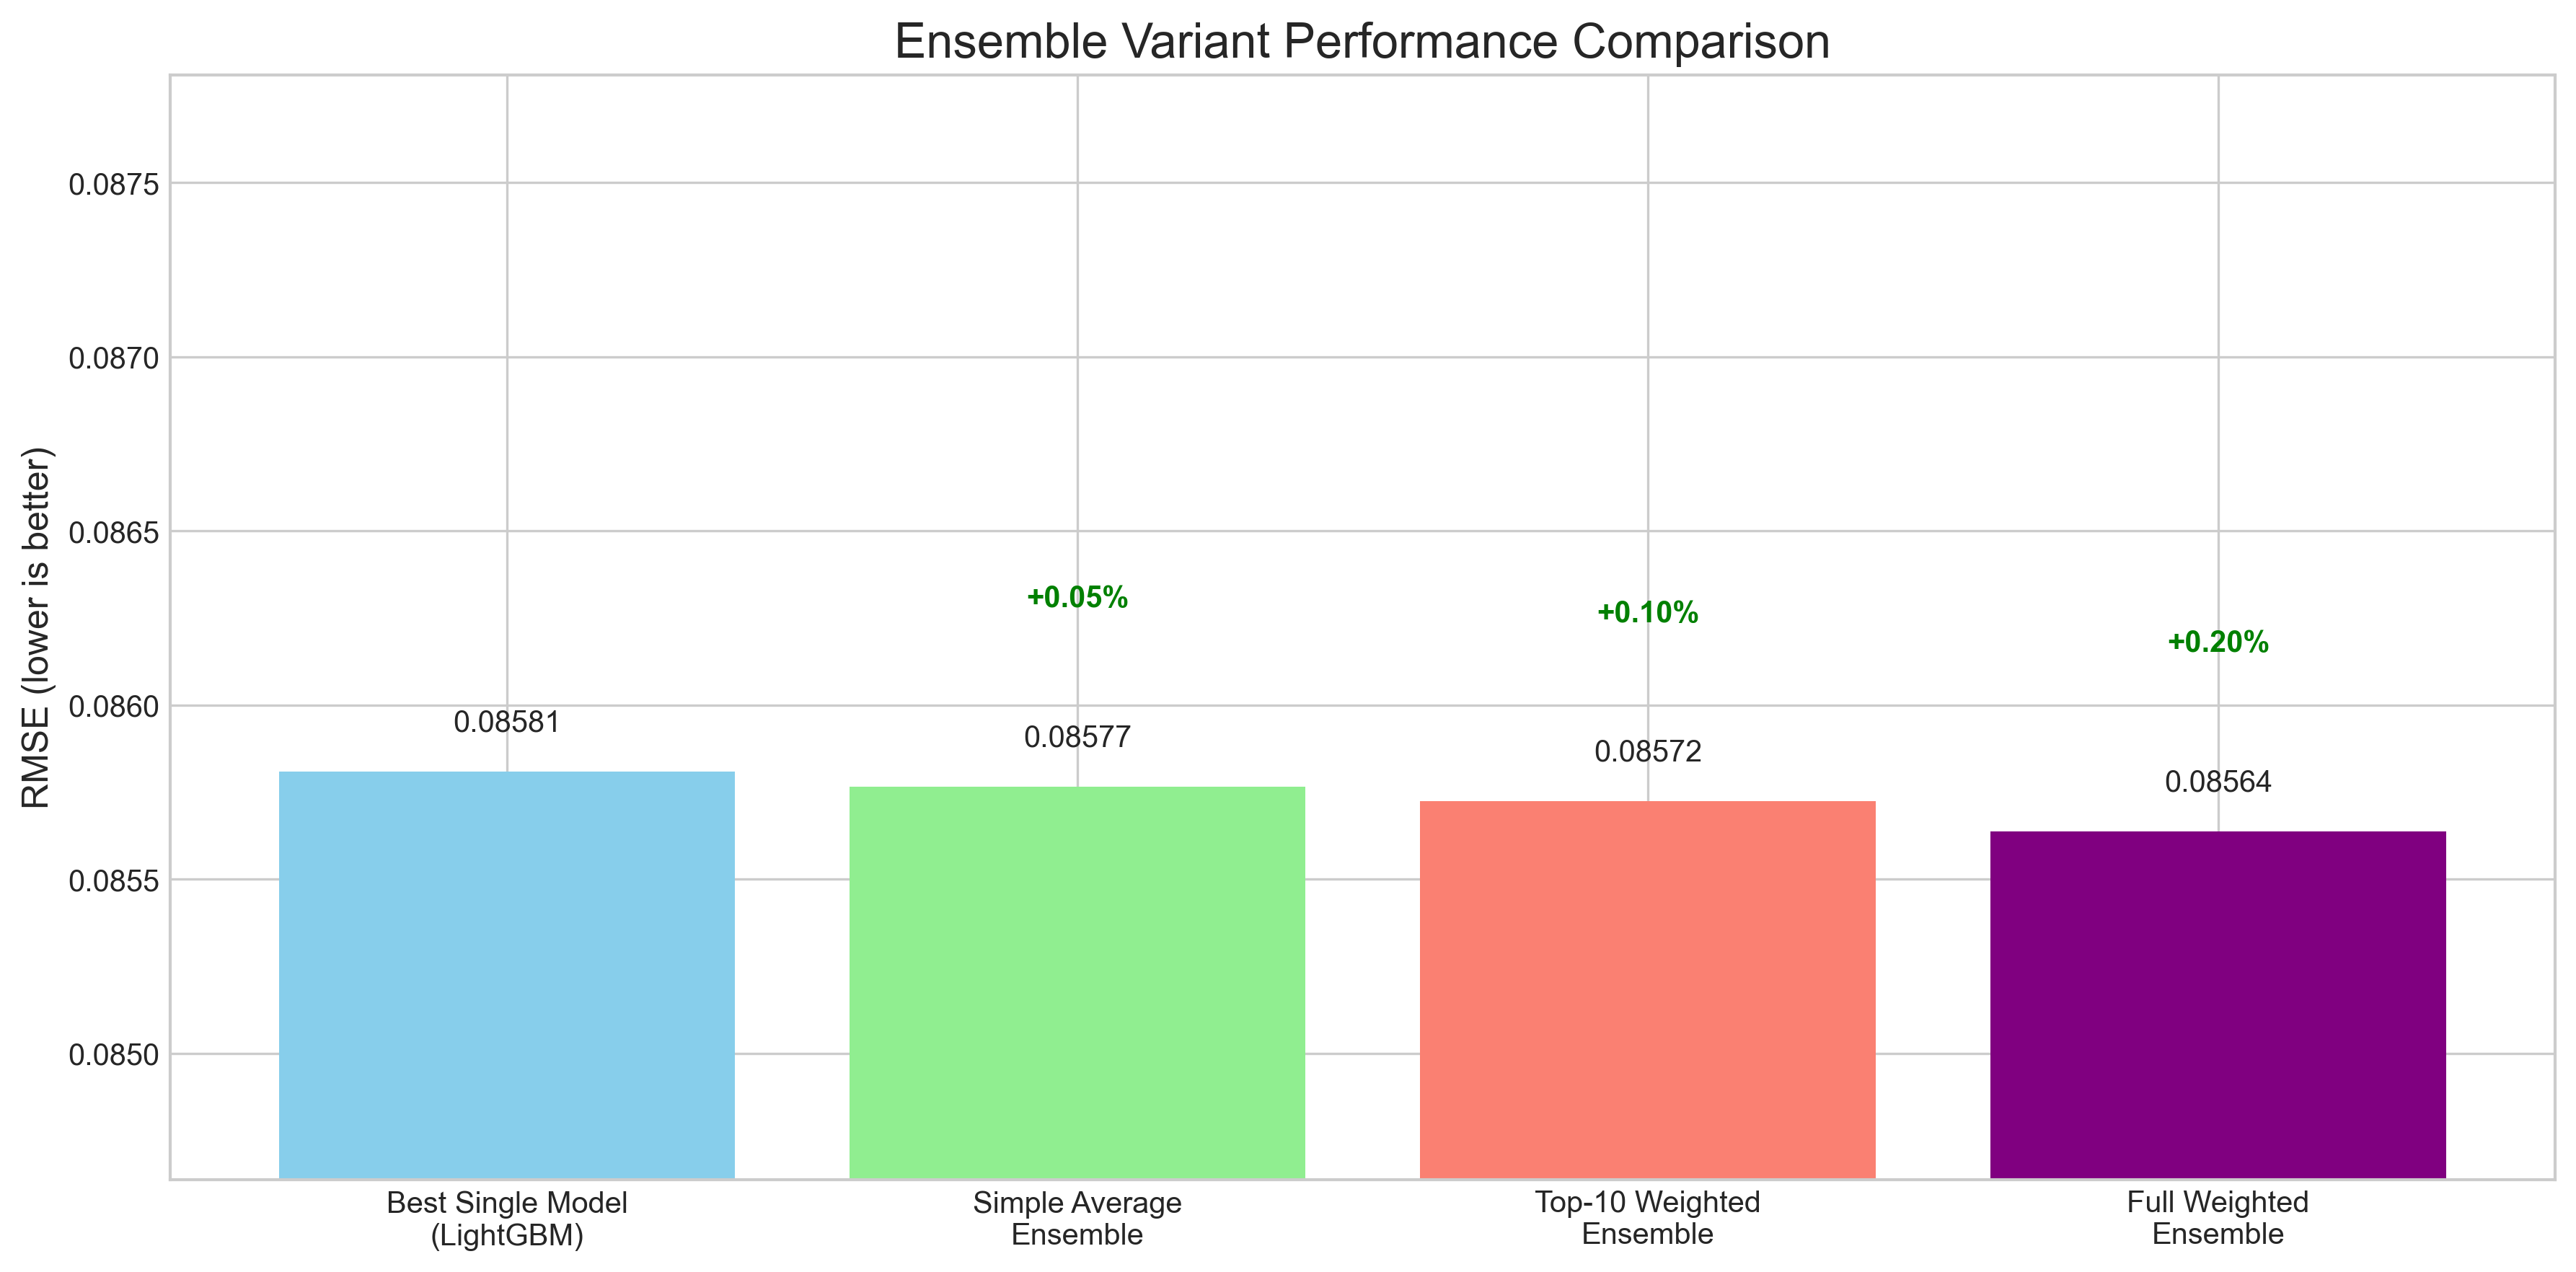 Ensemble Variant Performance Comparison
RMSE (lower is better)
0.0875
0.0870
0.0865
0.0860
0.0855
0.0850
+0.05%
+0.10%
+0.20%
0.08581
0.08577
0.08572
0.08564
Best Single Model
(LightGBM)
Simple Average
Ensemble
Top-10 Weighted
Ensemble
Full Weighted
Ensemble